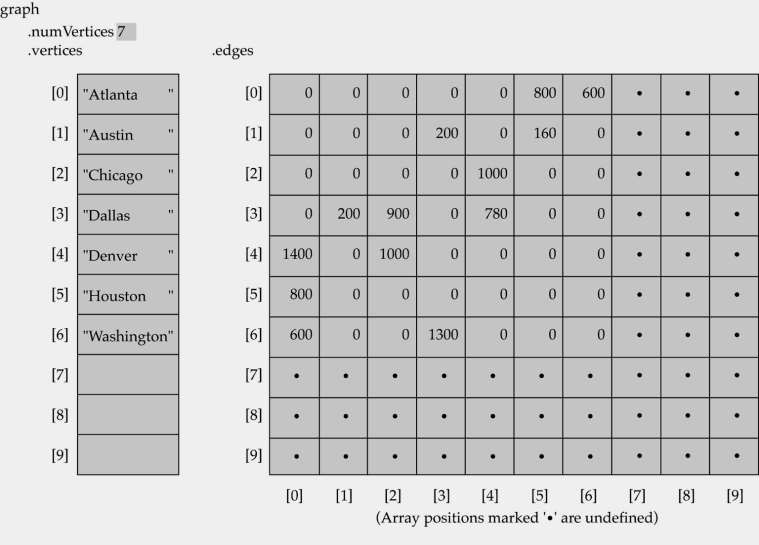 graph
.numVertices 7
.vertices .edges
[0] "Atlanta " [0] 0 0 0 0 0 800 600 • • •
[1] "Austin " [1] 0 0 0 200 0 160 0 • • •
[2] "Chicago " [2] 0 0 0 0 1000 0 0 • • •
[3] "Dallas " [3] 0 200 900 0 780 0 0 • • •
[4] "Denver " [4] 1400 0 1000 0 0 0 0 • • •
[5] "Houston " [5] 800 0 0 0 0 0 0 • • •
[6] "Washington" [6] 600 0 0 1300 0 0 0 • • •
[7] [7] • • • • • • • • • •
[8] [8] • • • • • • • • • •
[9] [9] • • • • • • • • • •
[0] [1] [2] [3] [4] [5] [6] [7] [8] [9]
(Array positions marked '•' are undefined)